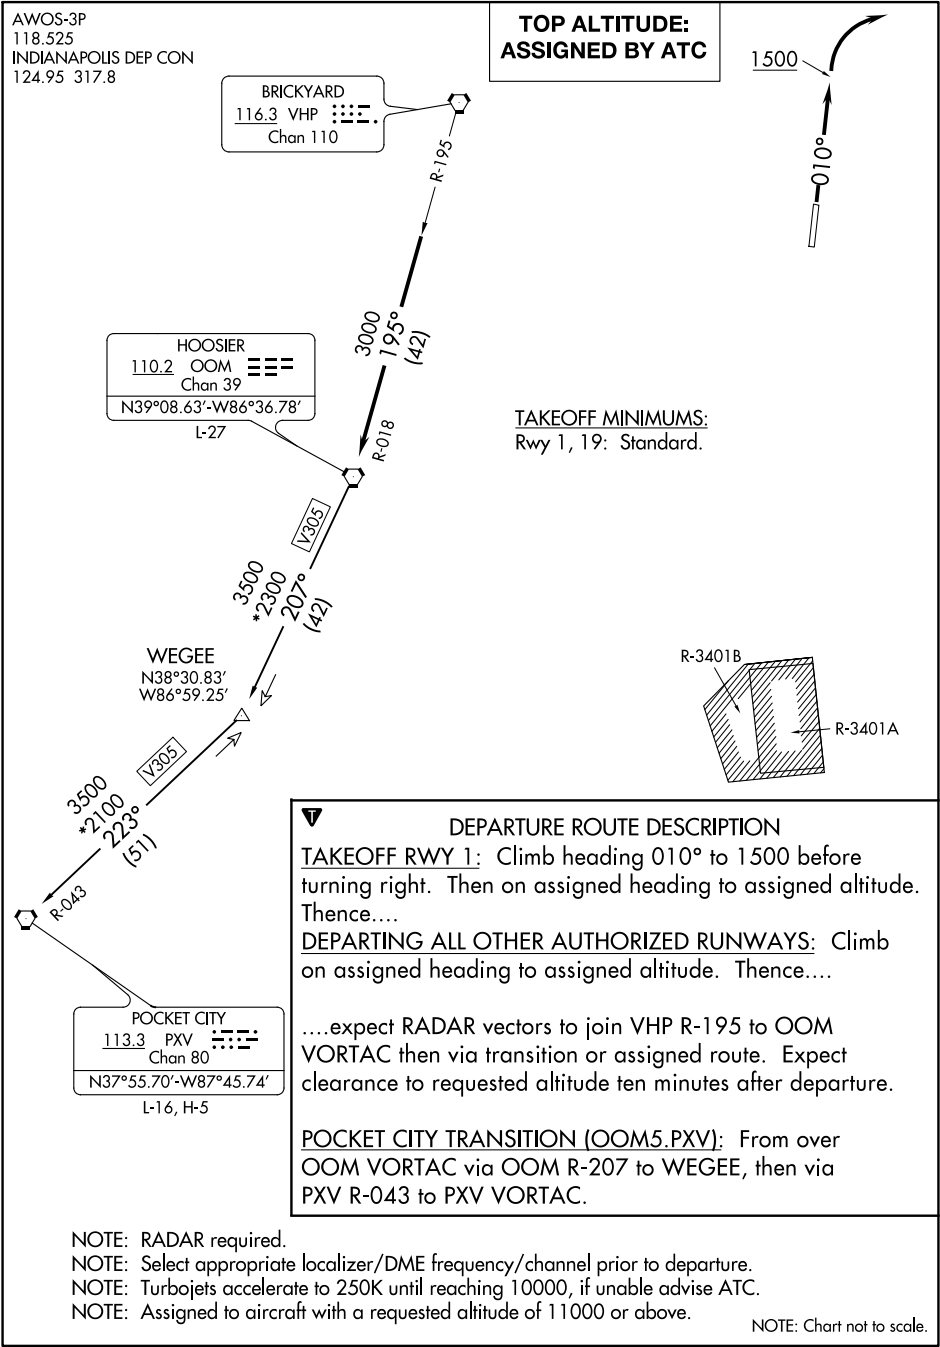 AWOS-3P
118.525
INDIANAPOLIS DEP CON
124.95 317.8
TOP ALTITUDE:
ASSIGNED BY ATC
1500
010°
BRICKYARD
116.3 VHP
Chan 110
R-195
3000
195°
(42)
HOOSIER
110.2 OOM
Chan 39
N39°08.63'-W86°36.78'
L-27
R-018
TAKEOFF MINIMUMS:
Rwy 1, 19: Standard.
V305
3500
*2300
207°
(42)
WEGEE
N38°30.83'
W86°59.25'
R-3401B
R-3401A
V305
3500
*2100
223°
(51)
R-043
POCKET CITY
113.3 PXV
Chan 80
N37°55.70'-W87°45.74'
L-16, H-5
T
DEPARTURE ROUTE DESCRIPTION
TAKEOFF RWY 1: Climb heading 010° to 1500 before
turning right. Then on assigned heading to assigned altitude.
Thence....
DEPARTING ALL OTHER AUTHORIZED RUNWAYS: Climb
on assigned heading to assigned altitude. Thence....
....expect RADAR vectors to join VHP R-195 to OOM
VORTAC then via transition or assigned route. Expect
clearance to requested altitude ten minutes after departure.
POCKET CITY TRANSITION (OOM5.PXV): From over
OOM VORTAC via OOM R-207 to WEGEE, then via
PXV R-043 to PXV VORTAC.
NOTE: RADAR required.
NOTE: Select appropriate localizer/DME frequency/channel prior to departure.
NOTE: Turbojets accelerate to 250K until reaching 10000, if unable advise ATC.
NOTE: Assigned to aircraft with a requested altitude of 11000 or above.
NOTE: Chart not to scale.